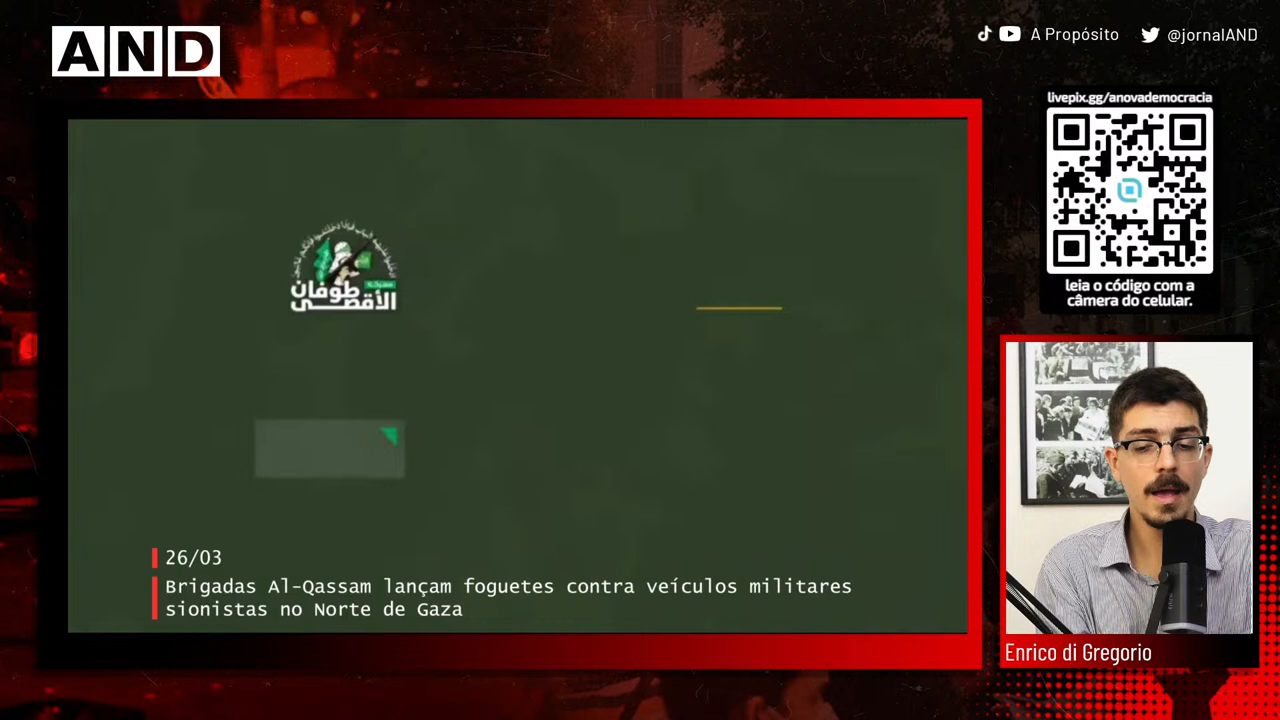 AND
A Propósito
@jornalAND
livepix.gg/anovademocracia
leia o código com a
câmera do celular.
معركة
طوفان
الأقصى
26/03
Brigadas Al-Qassam lançam foguetes contra veículos militares
sionistas no Norte de Gaza
Enrico di Gregorio